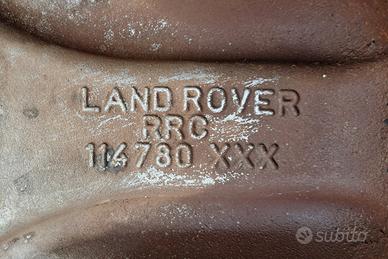 LAND ROVER
RRC
114780 XXX
subito